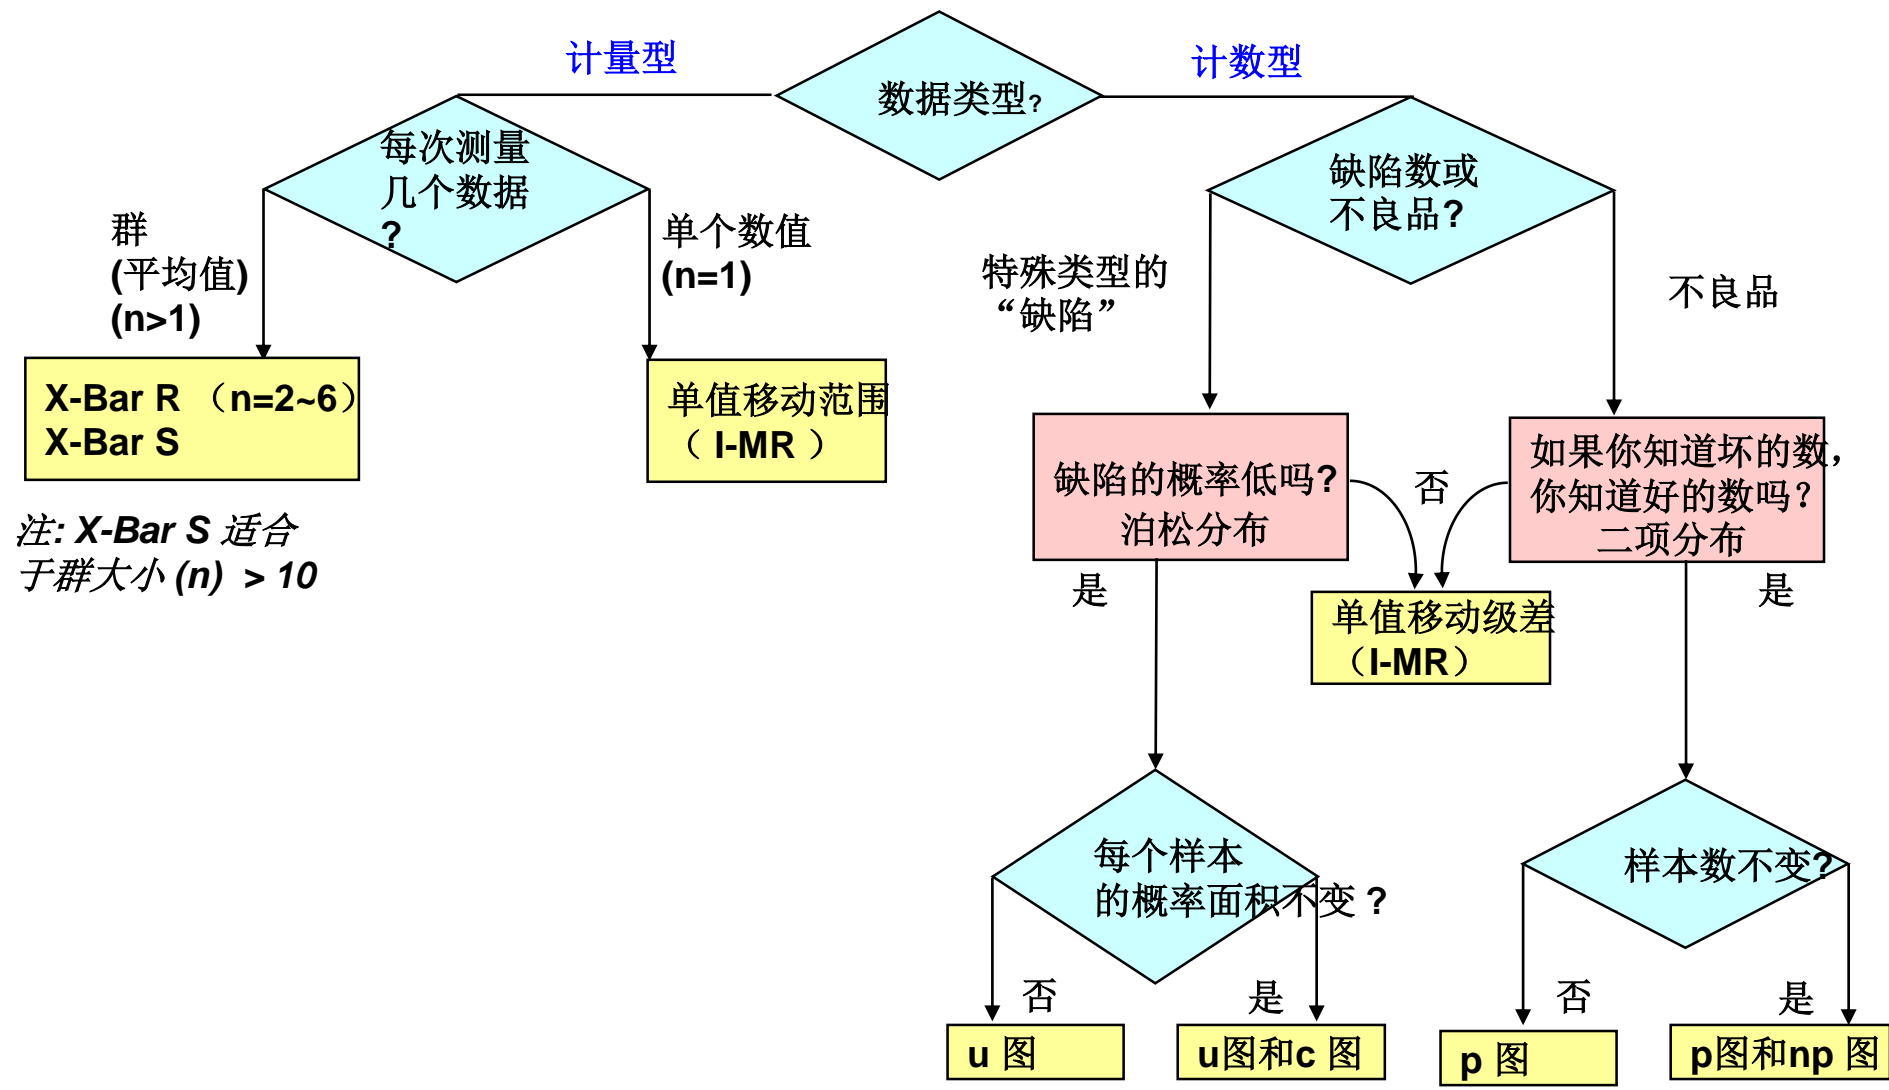 计量型
计数型
数据类型?
每次测量
几个数据
?
缺陷数或
不良品?
群
(平均值)
(n>1)
单个数值
(n=1)
特殊类型的
“缺陷”
不良品
X-Bar R （n=2~6）
X-Bar S
单值移动范围
（ I-MR ）
注: X-Bar S 适合
于群大小 (n) > 10
缺陷的概率低吗?
泊松分布
否
如果你知道坏的数，
你知道好的数吗？
二项分布
是
单值移动级差
（I-MR）
是
每个样本
的概率面积不变 ?
样本数不变?
否
是
否
是
u 图
u图和c 图
p 图
p图和np 图